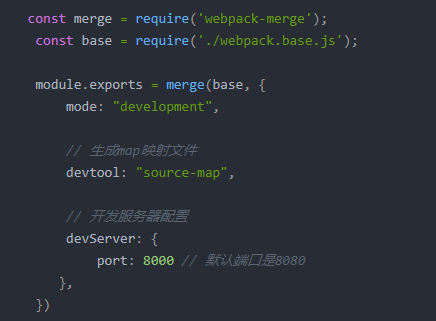 const merge = require('webpack-merge');
const base = require('./webpack.base.js');
module.exports = merge(base, {
mode: "development",
// 生成map映射文件
devtool: "source-map",
// 开发服务器配置
devServer: {
port: 8000 // 默认端口是8080
},
})